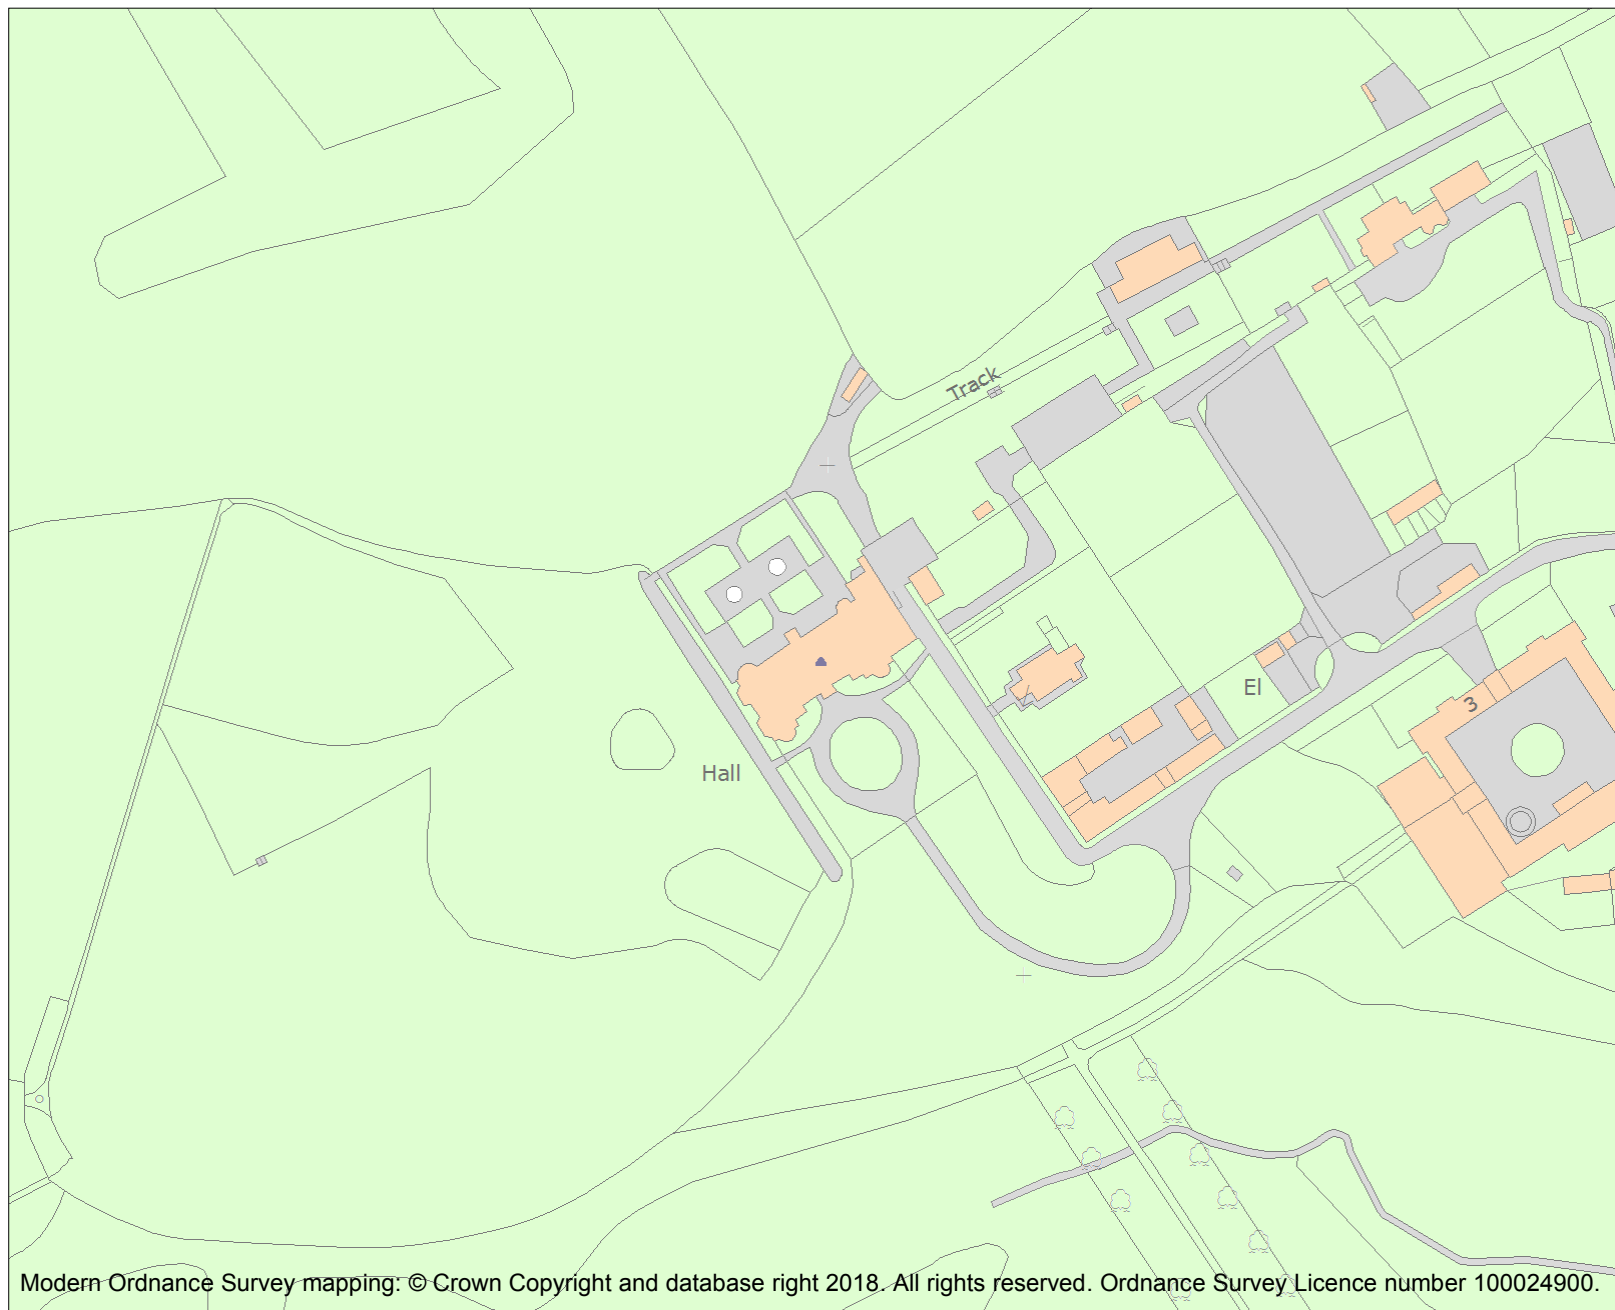 Track
El
3
Hall
Modern Ordnance Survey mapping: © Crown Copyright and database right 2018. All rights reserved. Ordnance Survey Licence number 100024900.